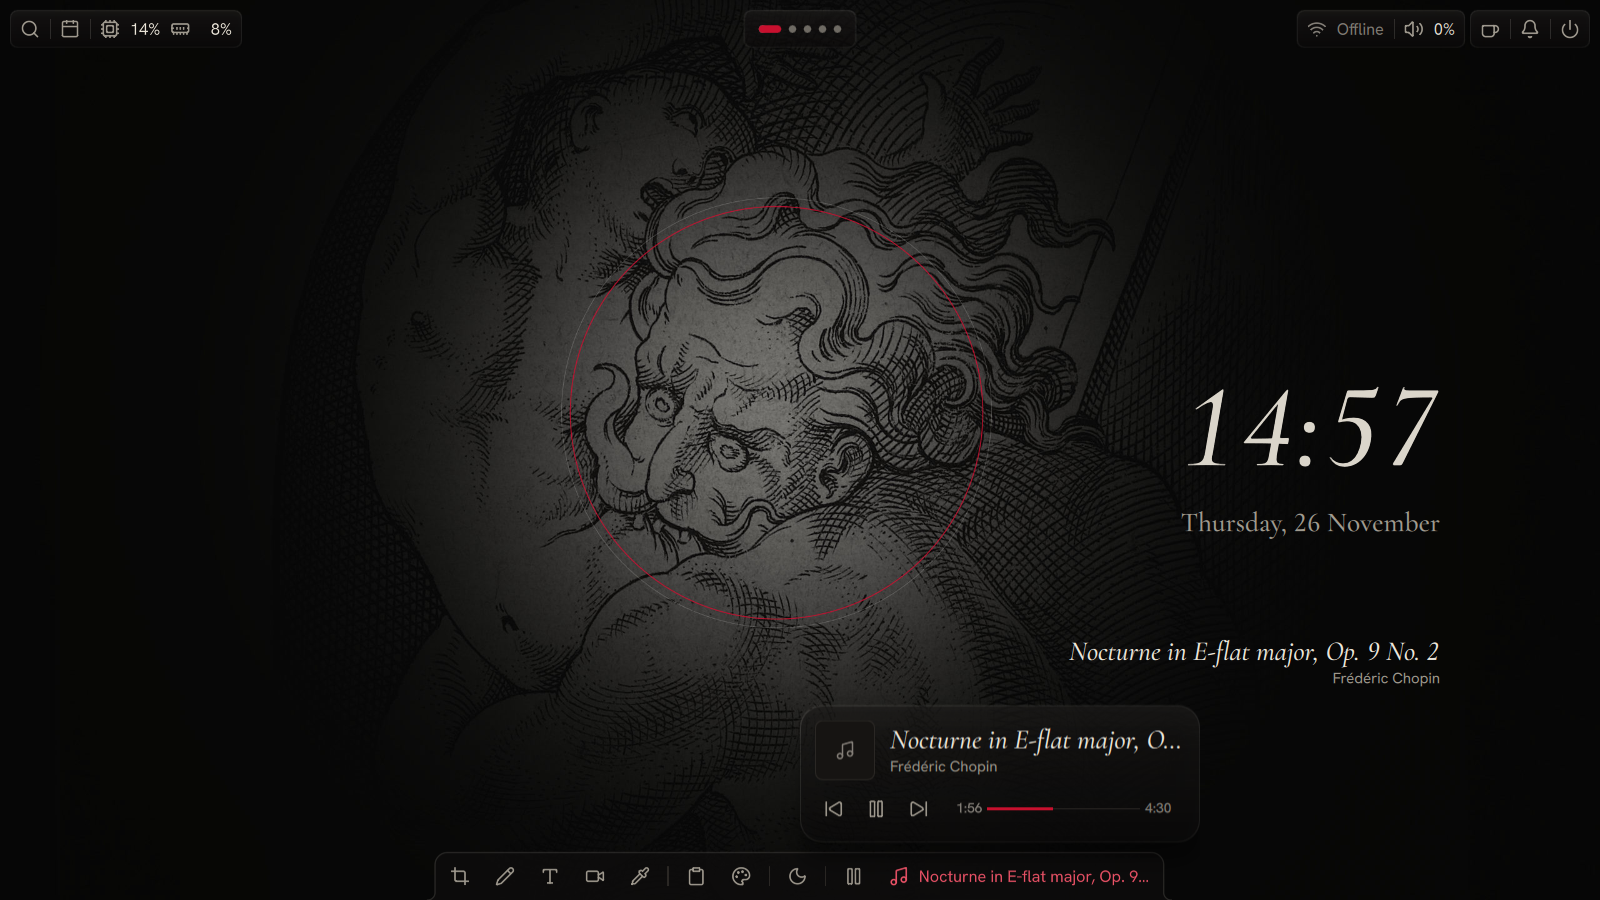 14% 8%
Offline 0%
14:57
Thursday, 26 November
Nocturne in E-flat major, Op. 9 No. 2
Frédéric Chopin
Nocturne in E-flat major, O...
Frédéric Chopin
1:56 4:30
Nocturne in E-flat major, Op. 9...